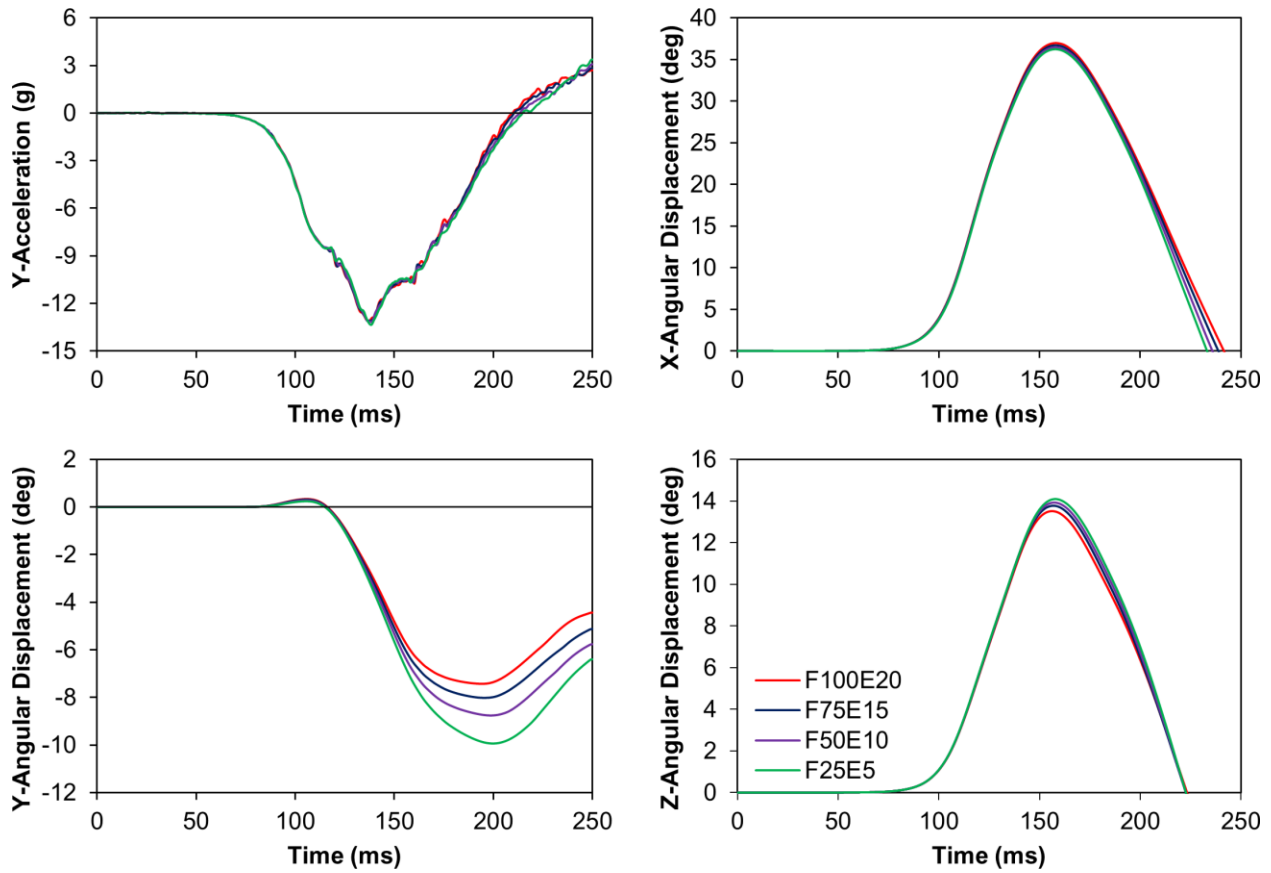 Y-Acceleration (g)
6
3
0
-3
-6
-9
-12
-15
0 50 100 150 200 250
Time (ms)
X-Angular Displacement (deg)
40
35
30
25
20
15
10
5
0
0 50 100 150 200 250
Time (ms)
Y-Angular Displacement (deg)
2
0
-2
-4
-6
-8
-10
-12
0 50 100 150 200 250
Time (ms)
Z-Angular Displacement (deg)
16
14
12
10
8
6
4
2
0
F100E20
F75E15
F50E10
F25E5
0 50 100 150 200 250
Time (ms)